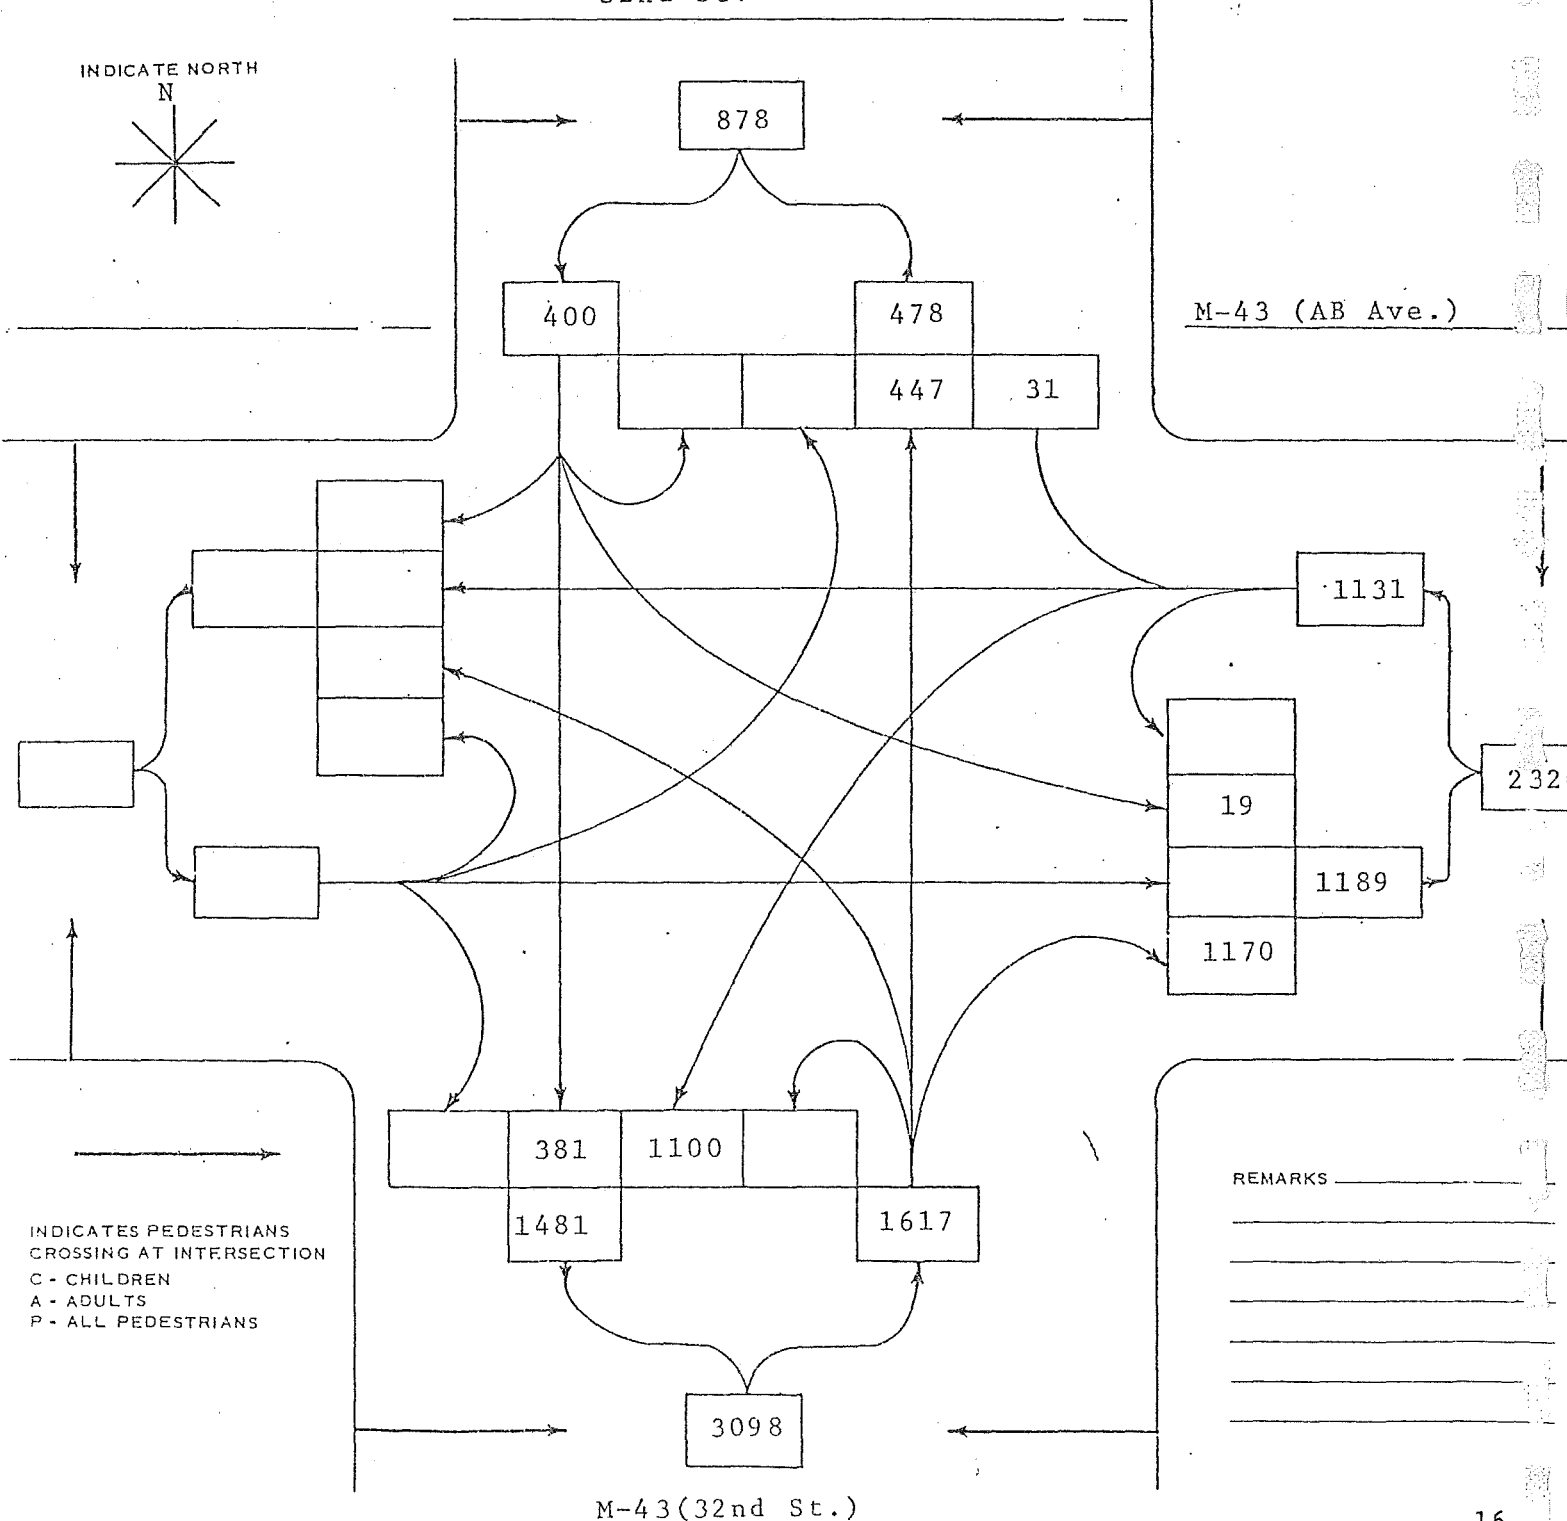 INDICATE NORTH
N
878
400
478
M-43 (AB Ave.)
447
31
1131
232
19
1189
1170
381
1100
1481
1617
REMARKS
INDICATES PEDESTRIANS
CROSSING AT INTERSECTION
C - CHILDREN
A - ADULTS
P - ALL PEDESTRIANS
3098
M-43(32nd St.)